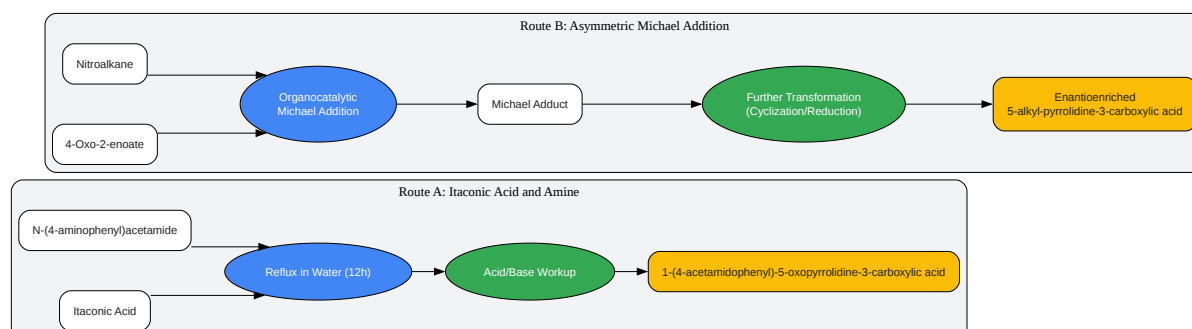 Route B: Asymmetric Michael Addition
Nitroalkane
4-Oxo-2-enoate
Organocatalytic
Michael Addition
Michael Adduct
Further Transformation
(Cyclization/Reduction)
Enantioenriched
5-alkyl-pyrrolidine-3-carboxylic acid
Route A: Itaconic Acid and Amine
N-(4-aminophenyl)acetamide
Itaconic Acid
Reflux in Water (12h)
Acid/Base Workup
1-(4-acetamidophenyl)-5-oxopyrrolidine-3-carboxylic acid